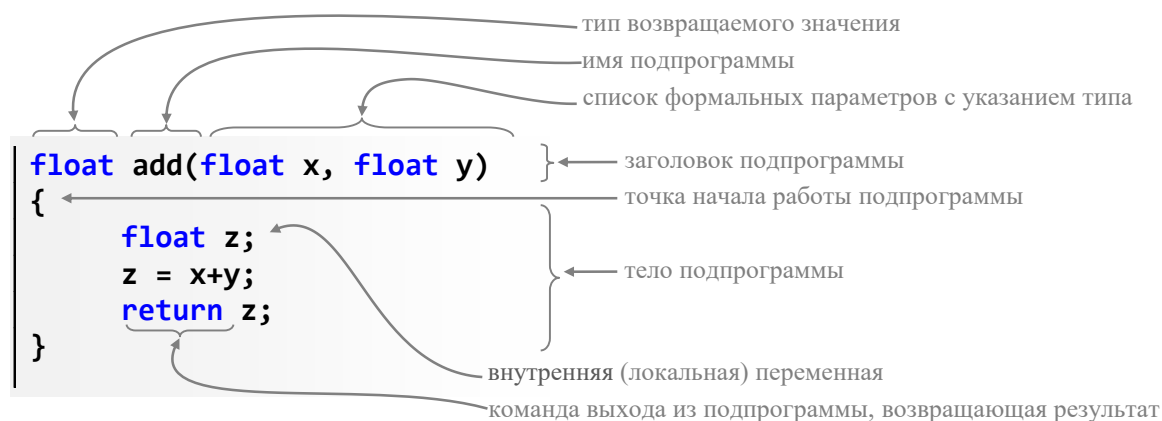 тип возвращаемого значения
имя подпрограммы
список формальных параметров с указанием типа
float add(float x, float y)
заголовок подпрограммы
{
точка начала работы подпрограммы
float z;
z = x+y;
тело подпрограммы
return z;
}
внутренняя (локальная) переменная
команда выхода из подпрограммы, возвращающая результат